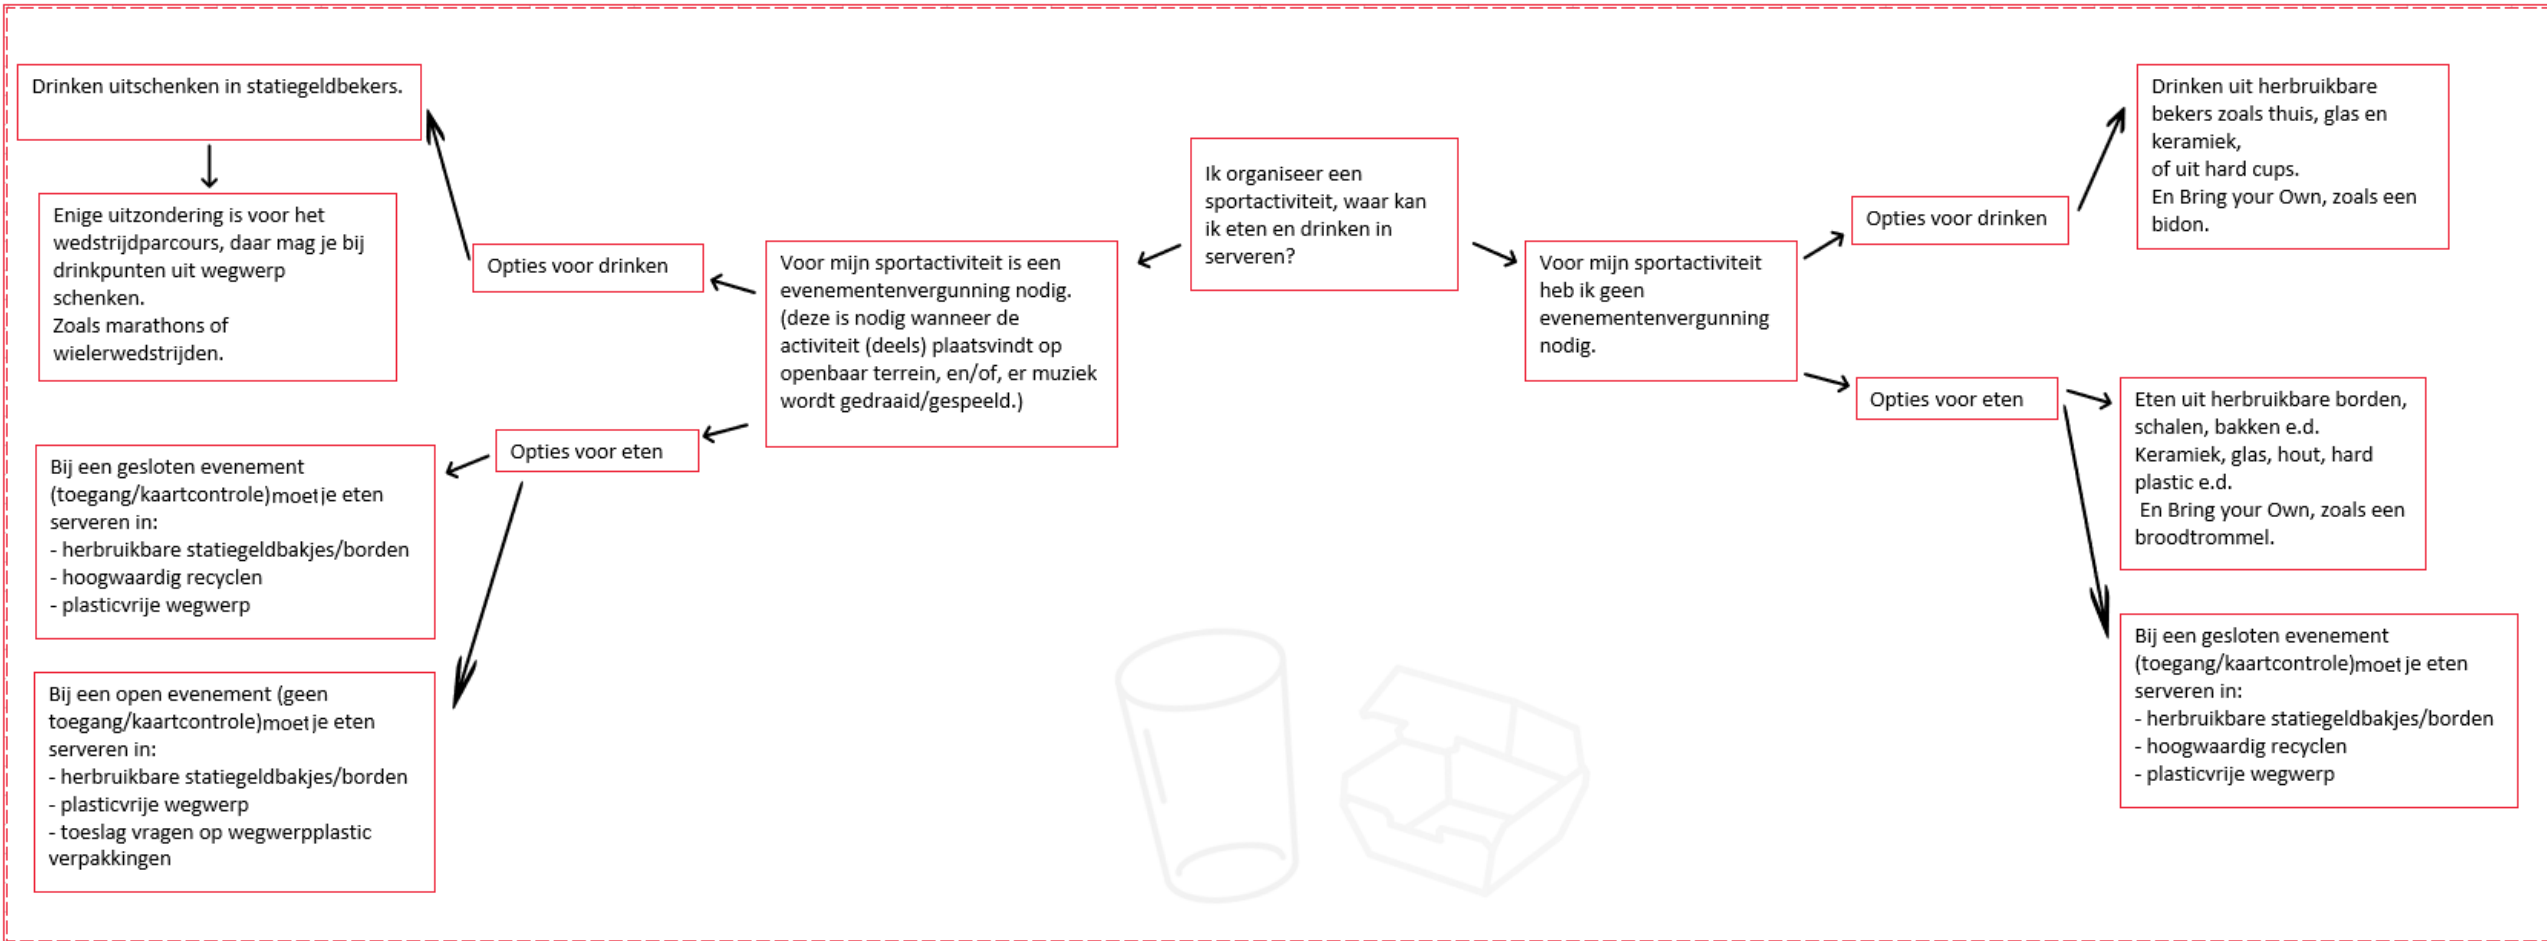 Drinken uitschenken in statiegeldbekers.
Enige uitzondering is voor het
wedstrijdparcours, daar mag je bij
drinkpunten uit wegwerp
schenken.
Zoals marathons of
wielerwedstrijden.
Opties voor drinken
Voor mijn sportactiviteit is een
evenementenvergunning nodig.
(deze is nodig wanneer de
activiteit (deels) plaatsvindt op
openbaar terrein, en/of, er muziek
wordt gedraaid/gespeeld.)
Opties voor eten
Bij een gesloten evenement
(toegang/kaartcontrole)moet je eten
serveren in:
- herbruikbare statiegeldbakjes/borden
- hoogwaardig recyclen
- plasticvrije wegwerp
Bij een open evenement (geen
toegang/kaartcontrole)moet je eten
serveren in:
- herbruikbare statiegeldbakjes/borden
- plasticvrije wegwerp
- toeslag vragen op wegwerpplastic
verpakkingen
Ik organiseer een
sportactiviteit, waar kan
ik eten en drinken in
serveren?
Voor mijn sportactiviteit
heb ik geen
evenementenvergunning
nodig.
Opties voor drinken
Drinken uit herbruikbare
bekers zoals thuis, glas en
keramiek,
of uit hard cups.
En Bring your Own, zoals een
bidon.
Opties voor eten
Eten uit herbruikbare borden,
schalen, bakken e.d.
Keramiek, glas, hout, hard
plastic e.d.
En Bring your Own, zoals een
broodtrommel.
Bij een gesloten evenement
(toegang/kaartcontrole)moet je eten
serveren in:
- herbruikbare statiegeldbakjes/borden
- hoogwaardig recyclen
- plasticvrije wegwerp